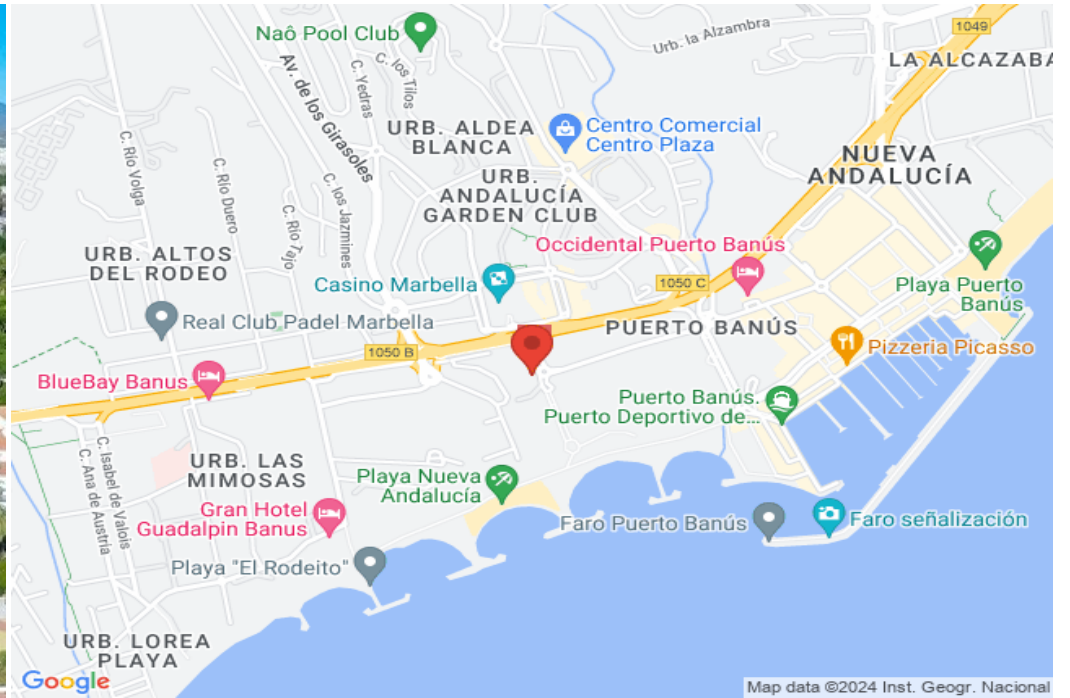 Naô Pool Club
Urb. la Alzambra
1049
LA ALCAZABA
Av. de los Girasoles
C. Yedras
C. los Tilos
URB. ALDEA
BLANCA
Centro Comercial
Centro Plaza
NUEVA
ANDALUCÍA
C. Río Volga
C. Río Duero
C. Río Tajo
C. los Jazmines
URB.
ANDALUCÍA
GARDEN CLUB
URB. ALTOS
DEL RODEO
Occidental Puerto Banús
Casino Marbella
1050 C
Playa Puerto
Banús
Real Club Padel Marbella
PUERTO BANÚS
1050 B
Pizzeria Picasso
BlueBay Banus
Puerto Banús.
Puerto Deportivo de...
C. Isabel de Valois
C. Ana de Austria
URB. LAS
MIMOSAS
Playa Nueva
Andalucía
Gran Hotel
Guadalpin Banus
Faro Puerto Banús
Faro señalización
Playa "El Rodeito"
URB. LOREA
PLAYA
Google
Map data ©2024 Inst. Geogr. Nacional